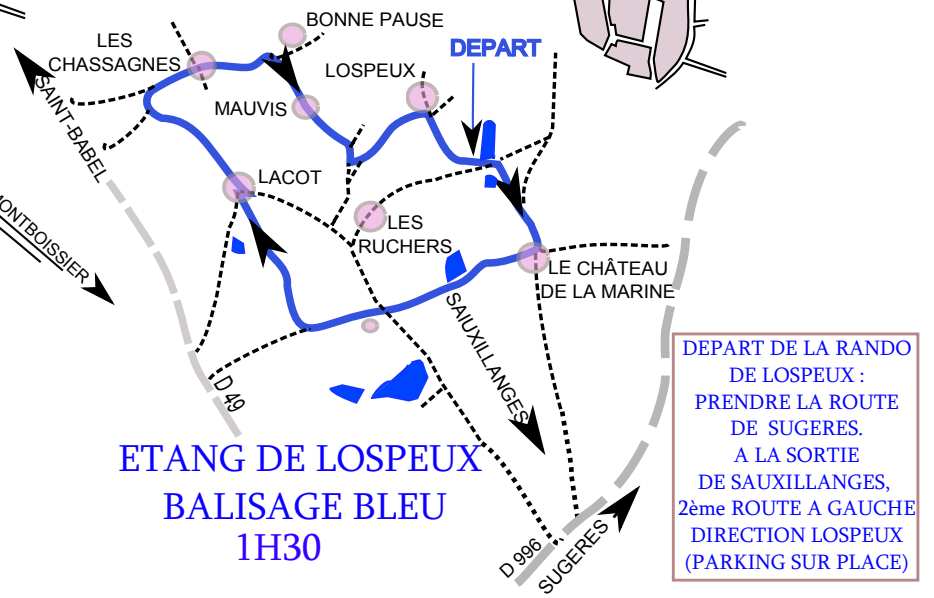 BONNE PAUSE
LES
CHASSAGNES
DEPART
LOSPEUX
MAUVIS
SAINT-BABEL
LACOT
LES
RUCHERS
MONTBOISSIER
LE CHÂTEAU
DE LA MARINE
SAIUXILLANGES
D 49
DEPART DE LA RANDO
DE LOSPEUX :
PRENDRE LA ROUTE
DE SUGERES.
A LA SORTIE
DE SAUXILLANGES,
2ème ROUTE A GAUCHE
DIRECTION LOSPEUX
(PARKING SUR PLACE)
ETANG DE LOSPEUX
BALISAGE BLEU
1H30
D 996
SUGERES